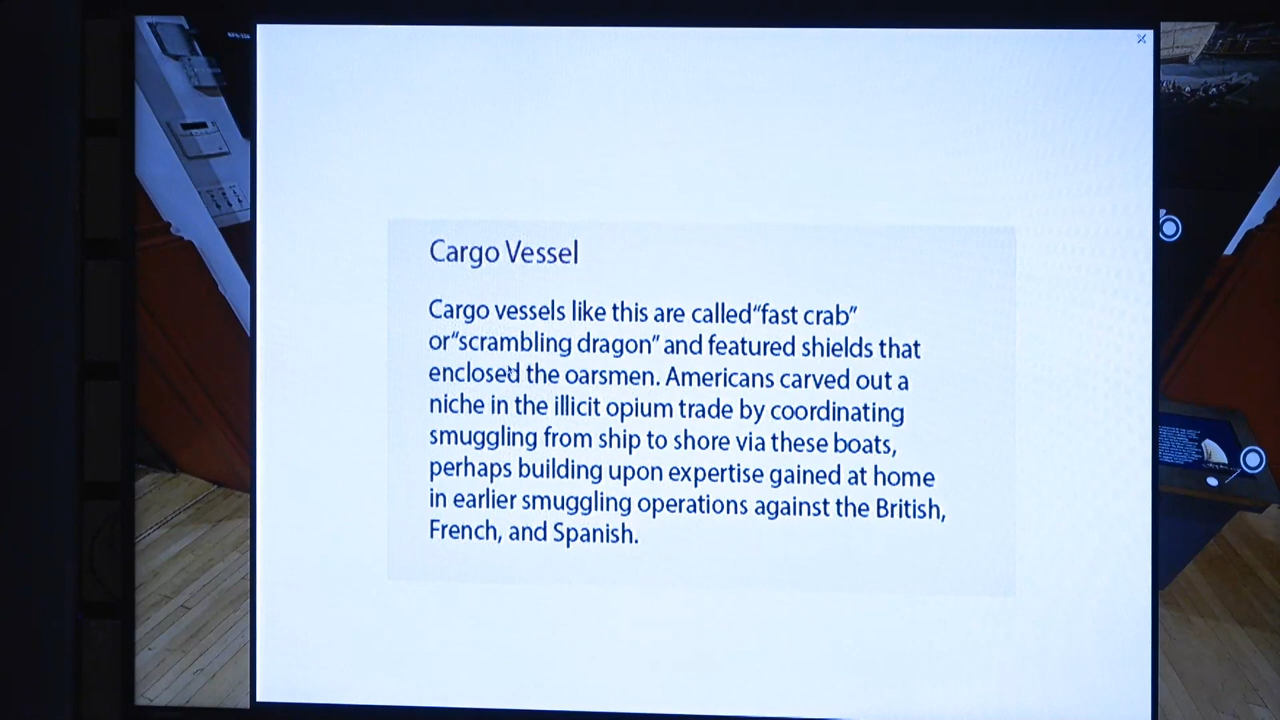 Cargo Vessel
Cargo vessels like this are called“fast crab”
or“scrambling dragon” and featured shields that
enclosed the oarsmen. Americans carved out a
niche in the illicit opium trade by coordinating
smuggling from ship to shore via these boats,
perhaps building upon expertise gained at home
in earlier smuggling operations against the British,
French, and Spanish.